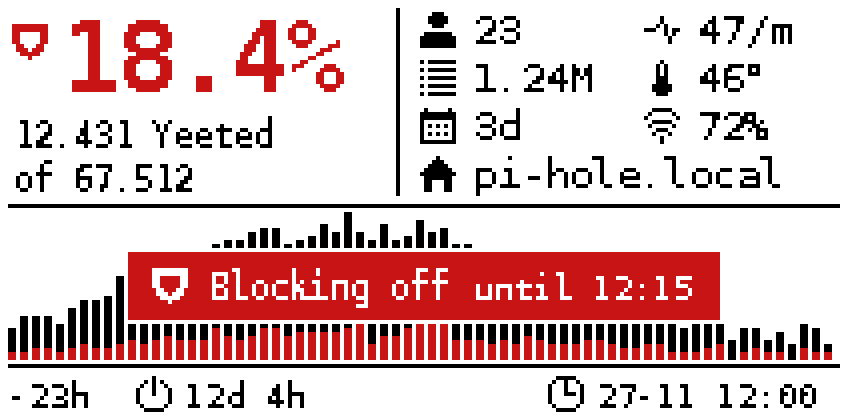 18.4%
12.431 Yeeted
of 67.512
23 47/m
1.24M 46°
3d 72%
pi-hole.local
Blocking off until 12:15
-23h 12d 4h 27-11 12:00